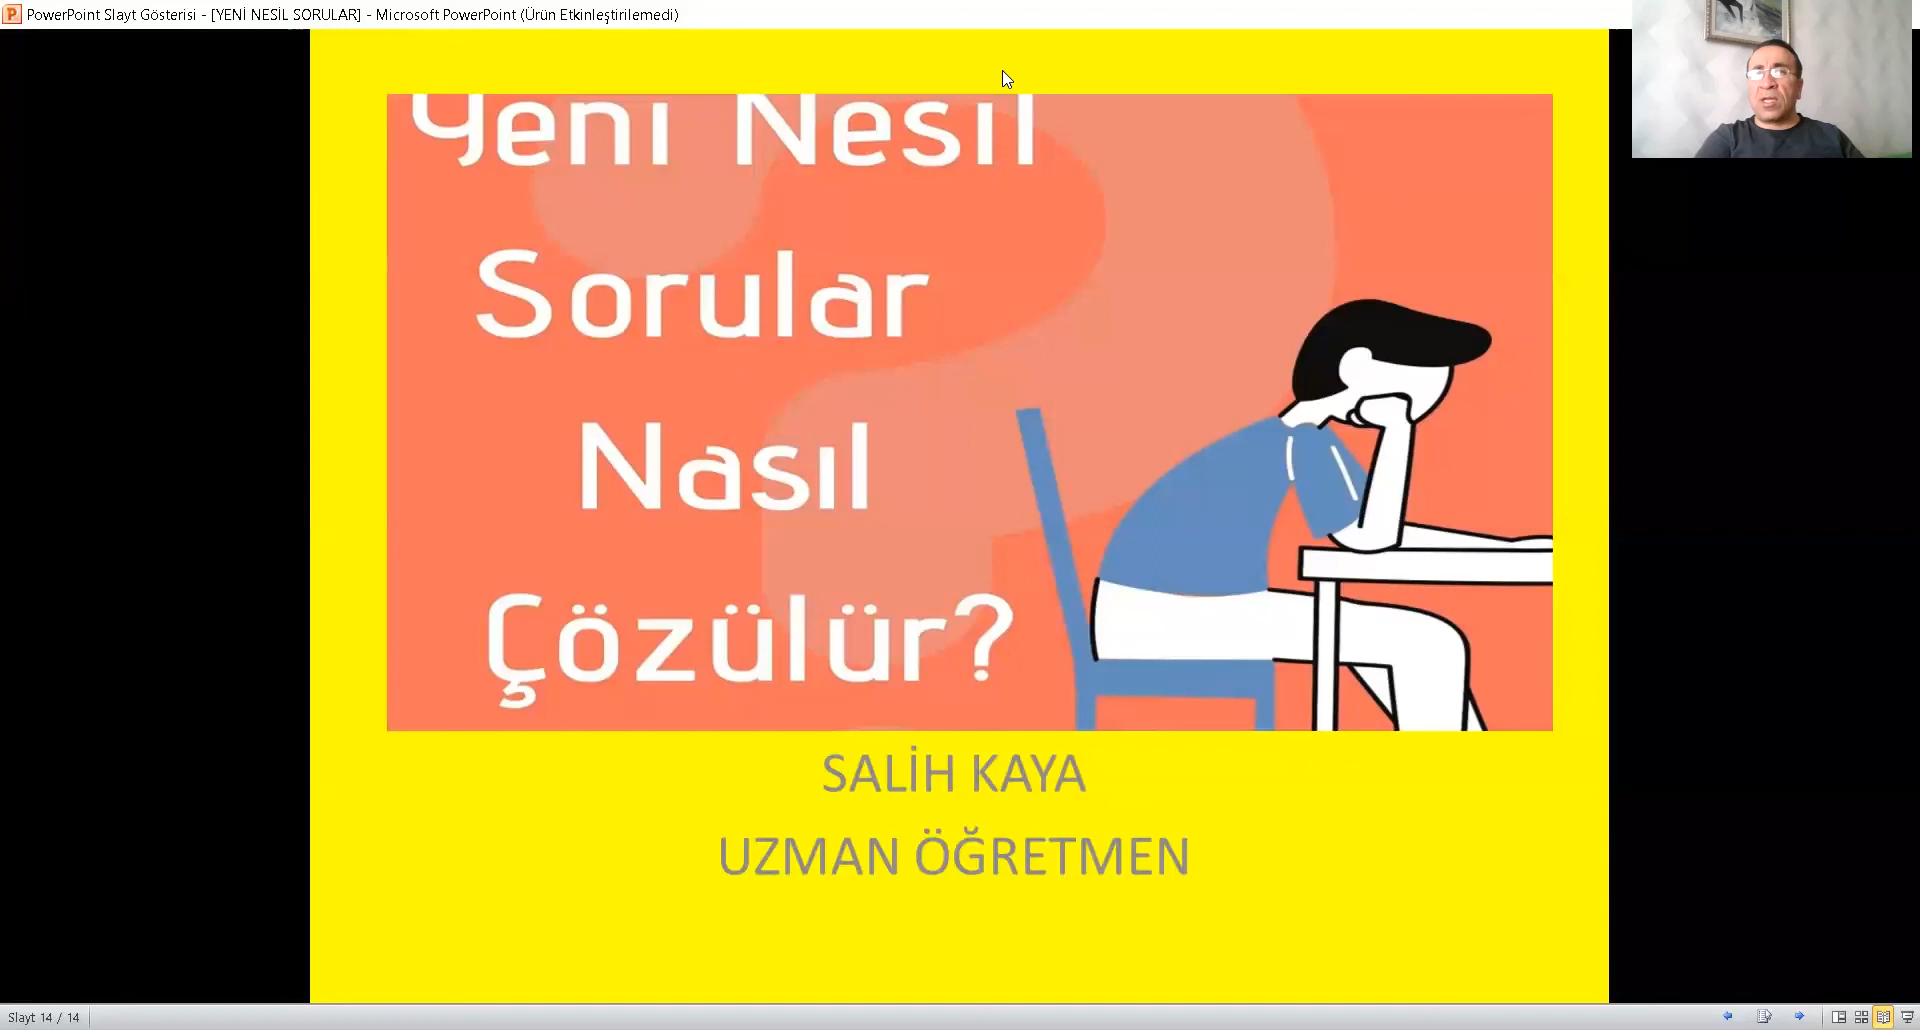 PowerPoint Slayt Gösterisi - [YENİ NESİL SORULAR] - Microsoft PowerPoint (Ürün Etkinleştirilemedi)
Yeni Nesil
Sorular
Nasıl
Çözülür?
SALİH KAYA
UZMAN ÖĞRETMEN
Slayt 14 / 14